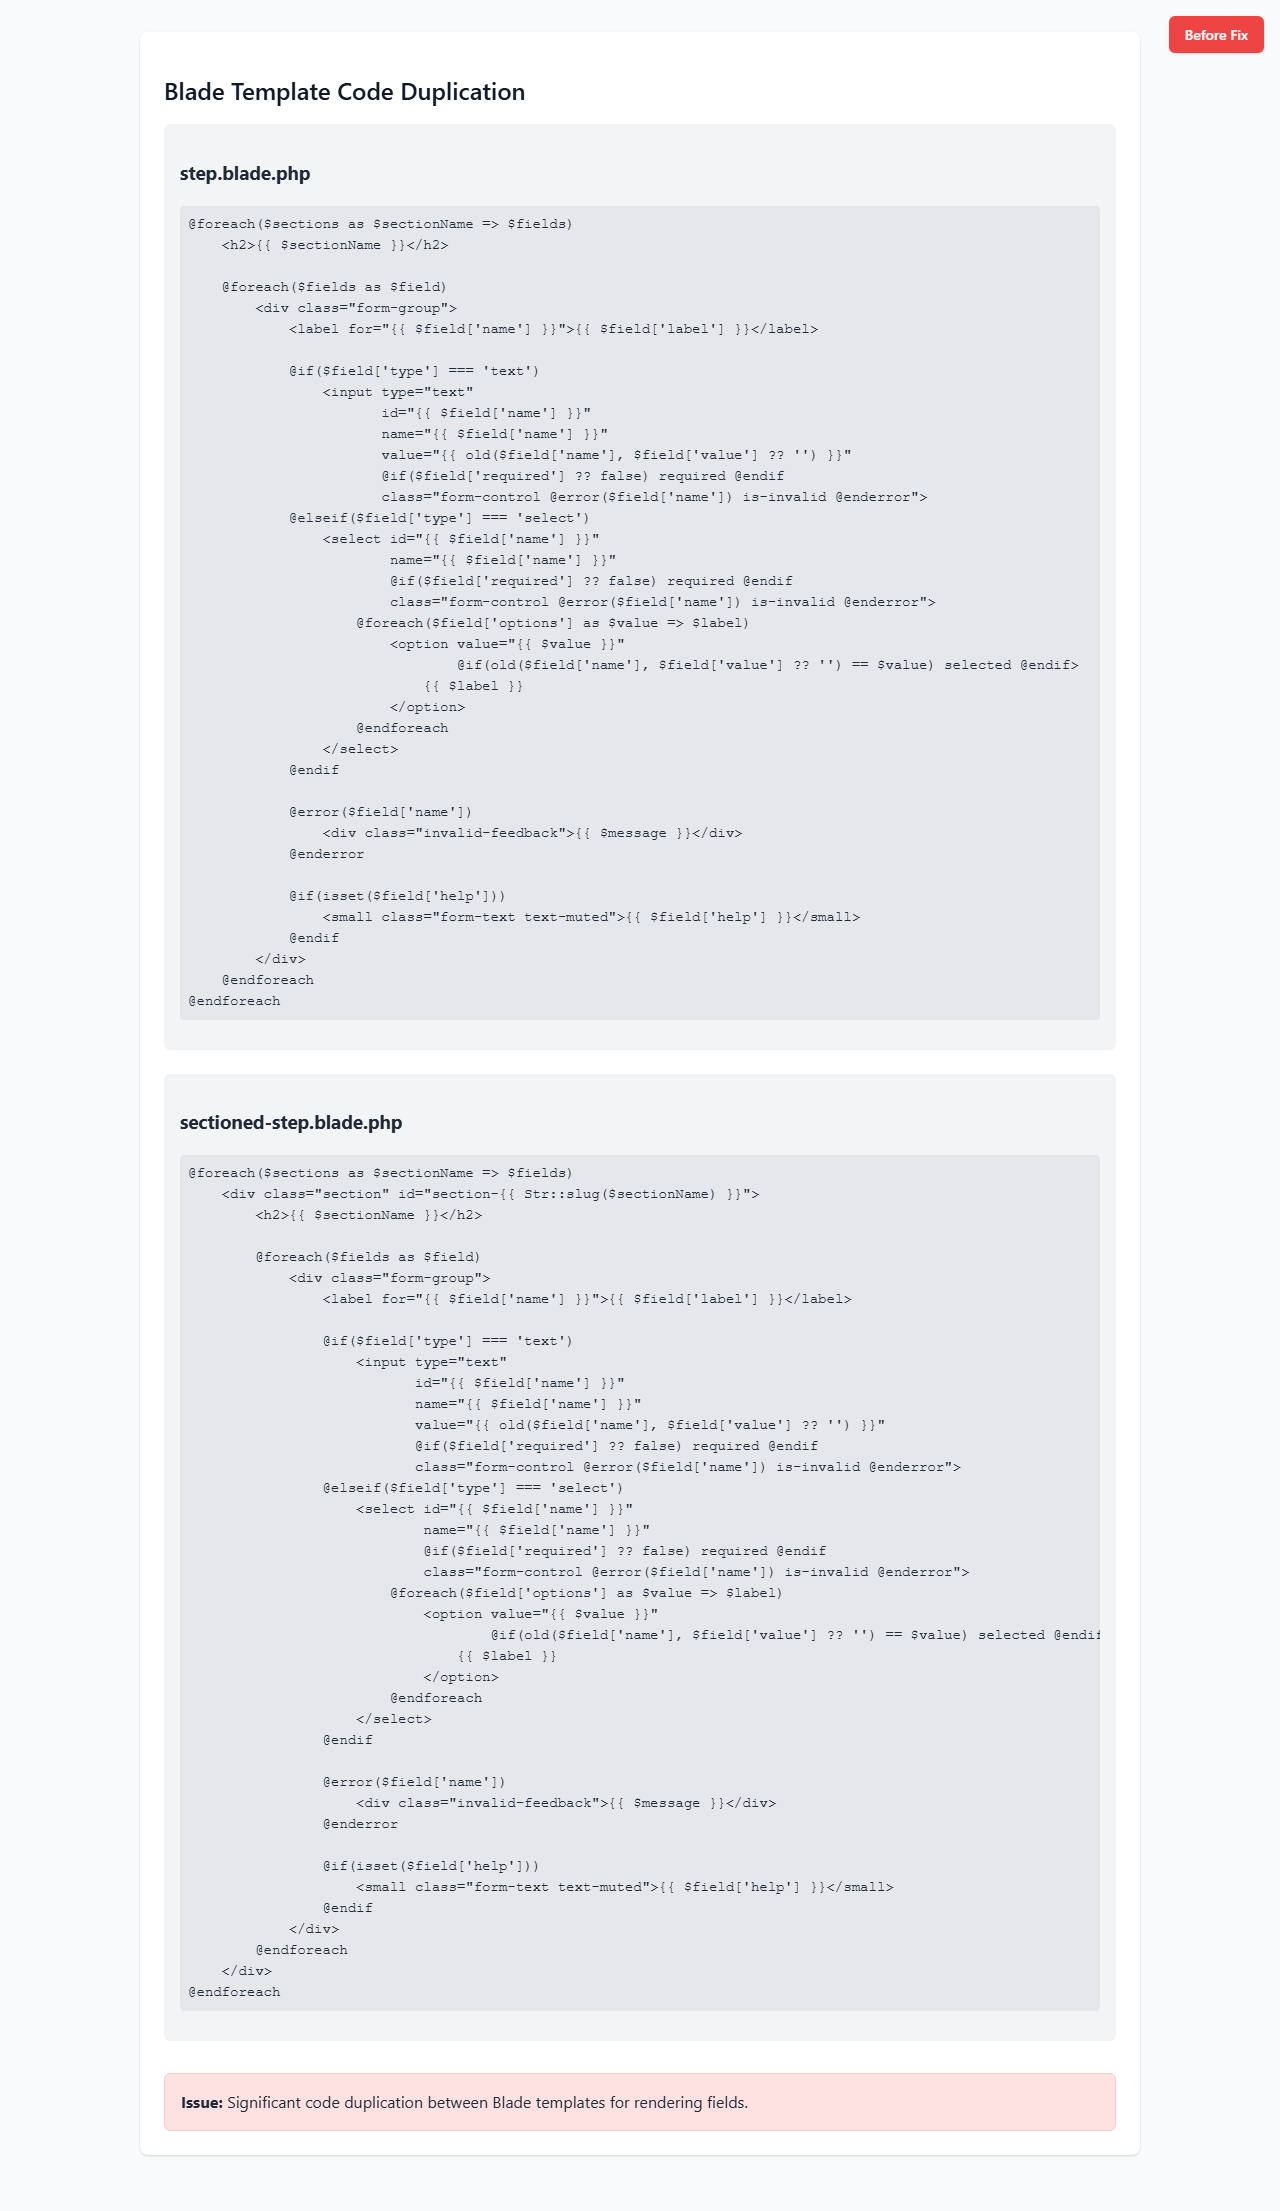 Before Fix
Blade Template Code Duplication
step.blade.php
@foreach($sections as $sectionName => $fields)
    <h2>{{ $sectionName }}</h2>

    @foreach($fields as $field)
        <div class="form-group">
            <label for="{{ $field['name'] }}">{{ $field['label'] }}</label>

            @if($field['type'] === 'text')
                <input type="text"
                       id="{{ $field['name'] }}"
                       name="{{ $field['name'] }}"
                       value="{{ old($field['name'], $field['value'] ?? '') }}"
                       @if($field['required'] ?? false) required @endif
                       class="form-control @error($field['name']) is-invalid @enderror">
            @elseif($field['type'] === 'select')
                <select id="{{ $field['name'] }}"
                        name="{{ $field['name'] }}"
                        @if($field['required'] ?? false) required @endif
                        class="form-control @error($field['name']) is-invalid @enderror">
                    @foreach($field['options'] as $value => $label)
                        <option value="{{ $value }}"
                                @if(old($field['name'], $field['value'] ?? '') == $value) selected @endif>
                            {{ $label }}
                        </option>
                    @endforeach
                </select>
            @endif

            @error($field['name'])
                <div class="invalid-feedback">{{ $message }}</div>
            @enderror

            @if(isset($field['help']))
                <small class="form-text text-muted">{{ $field['help'] }}</small>
            @endif
        </div>
    @endforeach
@endforeach
sectioned-step.blade.php
@foreach($sections as $sectionName => $fields)
    <div class="section" id="section-{{ Str::slug($sectionName) }}">
        <h2>{{ $sectionName }}</h2>

        @foreach($fields as $field)
            <div class="form-group">
                <label for="{{ $field['name'] }}">{{ $field['label'] }}</label>

                @if($field['type'] === 'text')
                    <input type="text"
                           id="{{ $field['name'] }}"
                           name="{{ $field['name'] }}"
                           value="{{ old($field['name'], $field['value'] ?? '') }}"
                           @if($field['required'] ?? false) required @endif
                           class="form-control @error($field['name']) is-invalid @enderror">
                @elseif($field['type'] === 'select')
                    <select id="{{ $field['name'] }}"
                            name="{{ $field['name'] }}"
                            @if($field['required'] ?? false) required @endif
                            class="form-control @error($field['name']) is-invalid @enderror">
                        @foreach($field['options'] as $value => $label)
                            <option value="{{ $value }}"
                                    @if(old($field['name'], $field['value'] ?? '') == $value) selected @endif
                                {{ $label }}
                            </option>
                        @endforeach
                    </select>
                @endif

                @error($field['name'])
                    <div class="invalid-feedback">{{ $message }}</div>
                @enderror

                @if(isset($field['help']))
                    <small class="form-text text-muted">{{ $field['help'] }}</small>
                @endif
            </div>
        @endforeach
    </div>
@endforeach
Issue: Significant code duplication between Blade templates for rendering fields.